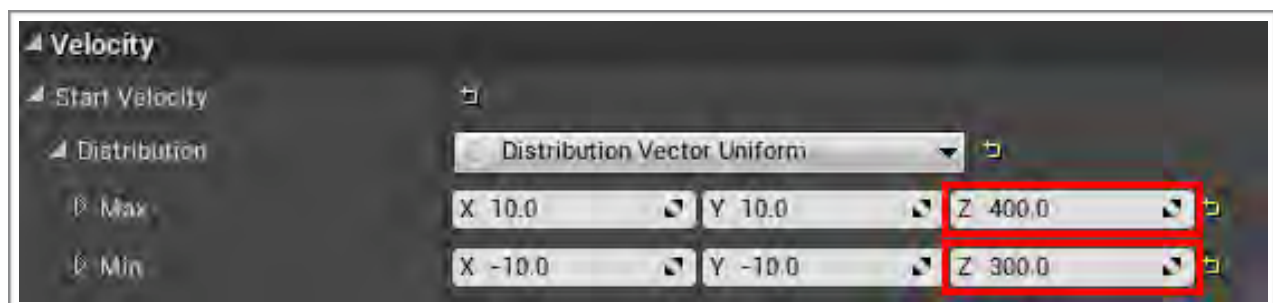 Velocity
Start Velocity
Distribution Distribution Vector Uniform
Max X 10.0 Y 10.0 Z 400.0
Min X -10.0 Y -10.0 Z 300.0